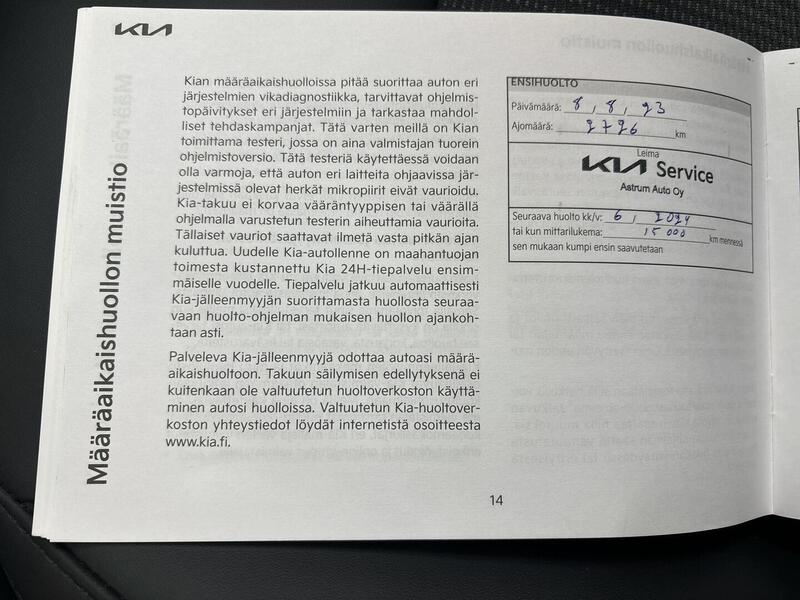 KIA
Määräaikaishuollon muistio
Kian määräaikaishuolloissa pitää suorittaa auton eri
järjestelmien vikadiagnostiikka, tarvittavat ohjelmis-
topäivitykset eri järjestelmiin ja tarkastaa mahdol-
liset tehdaskampanjat. Tätä varten meillä on Kian
toimittama testeri, jossa on aina valmistajan tuorein
ohjelmistoversio. Tätä testeriä käytettäessä voidaan
olla varmoja, että auton eri laitteita ohjaavissa jär-
jestelmissä olevat herkät mikropiirit eivät vaurioidu.
Kia-takuu ei korvaa vääräntyyppisen tai väärällä
ohjelmalla varustetun testerin aiheuttamia vaurioita.
Tällaiset vauriot saattavat ilmetä vasta pitkän ajan
kuluttua. Uudelle Kia-autollenne on maahantuojan
toimesta kustannettu Kia 24H-tiepalvelu ensim-
mäiselle vuodelle. Tiepalvelu jatkuu automaattisesti
Kia-jälleenmyyjän suorittamasta huollosta seuraa-
vaan huolto-ohjelman mukaisen huollon ajankoh-
taan asti.
Palveleva Kia-jälleenmyyjä odottaa autoasi määrä-
aikaishuoltoon. Takuun säilymisen edellytyksenä ei
kuitenkaan ole valtuutetun huoltoverkoston käyttä-
minen autosi huolloissa. Valtuutetun Kia-huoltover-
koston yhteystiedot löydät internetistä osoitteesta
www.kia.fi.
ENSIHUOLTO
Päivämäärä: 8, 8, 23
Ajomäärä: 2726 km
Leima
KIA Service
Astrum Auto Oy
Seuraava huolto kk/v: 6, 2024
tai kun mittarilukema: 15 000 km mennessä
sen mukaan kumpi ensin saavutetaan
14